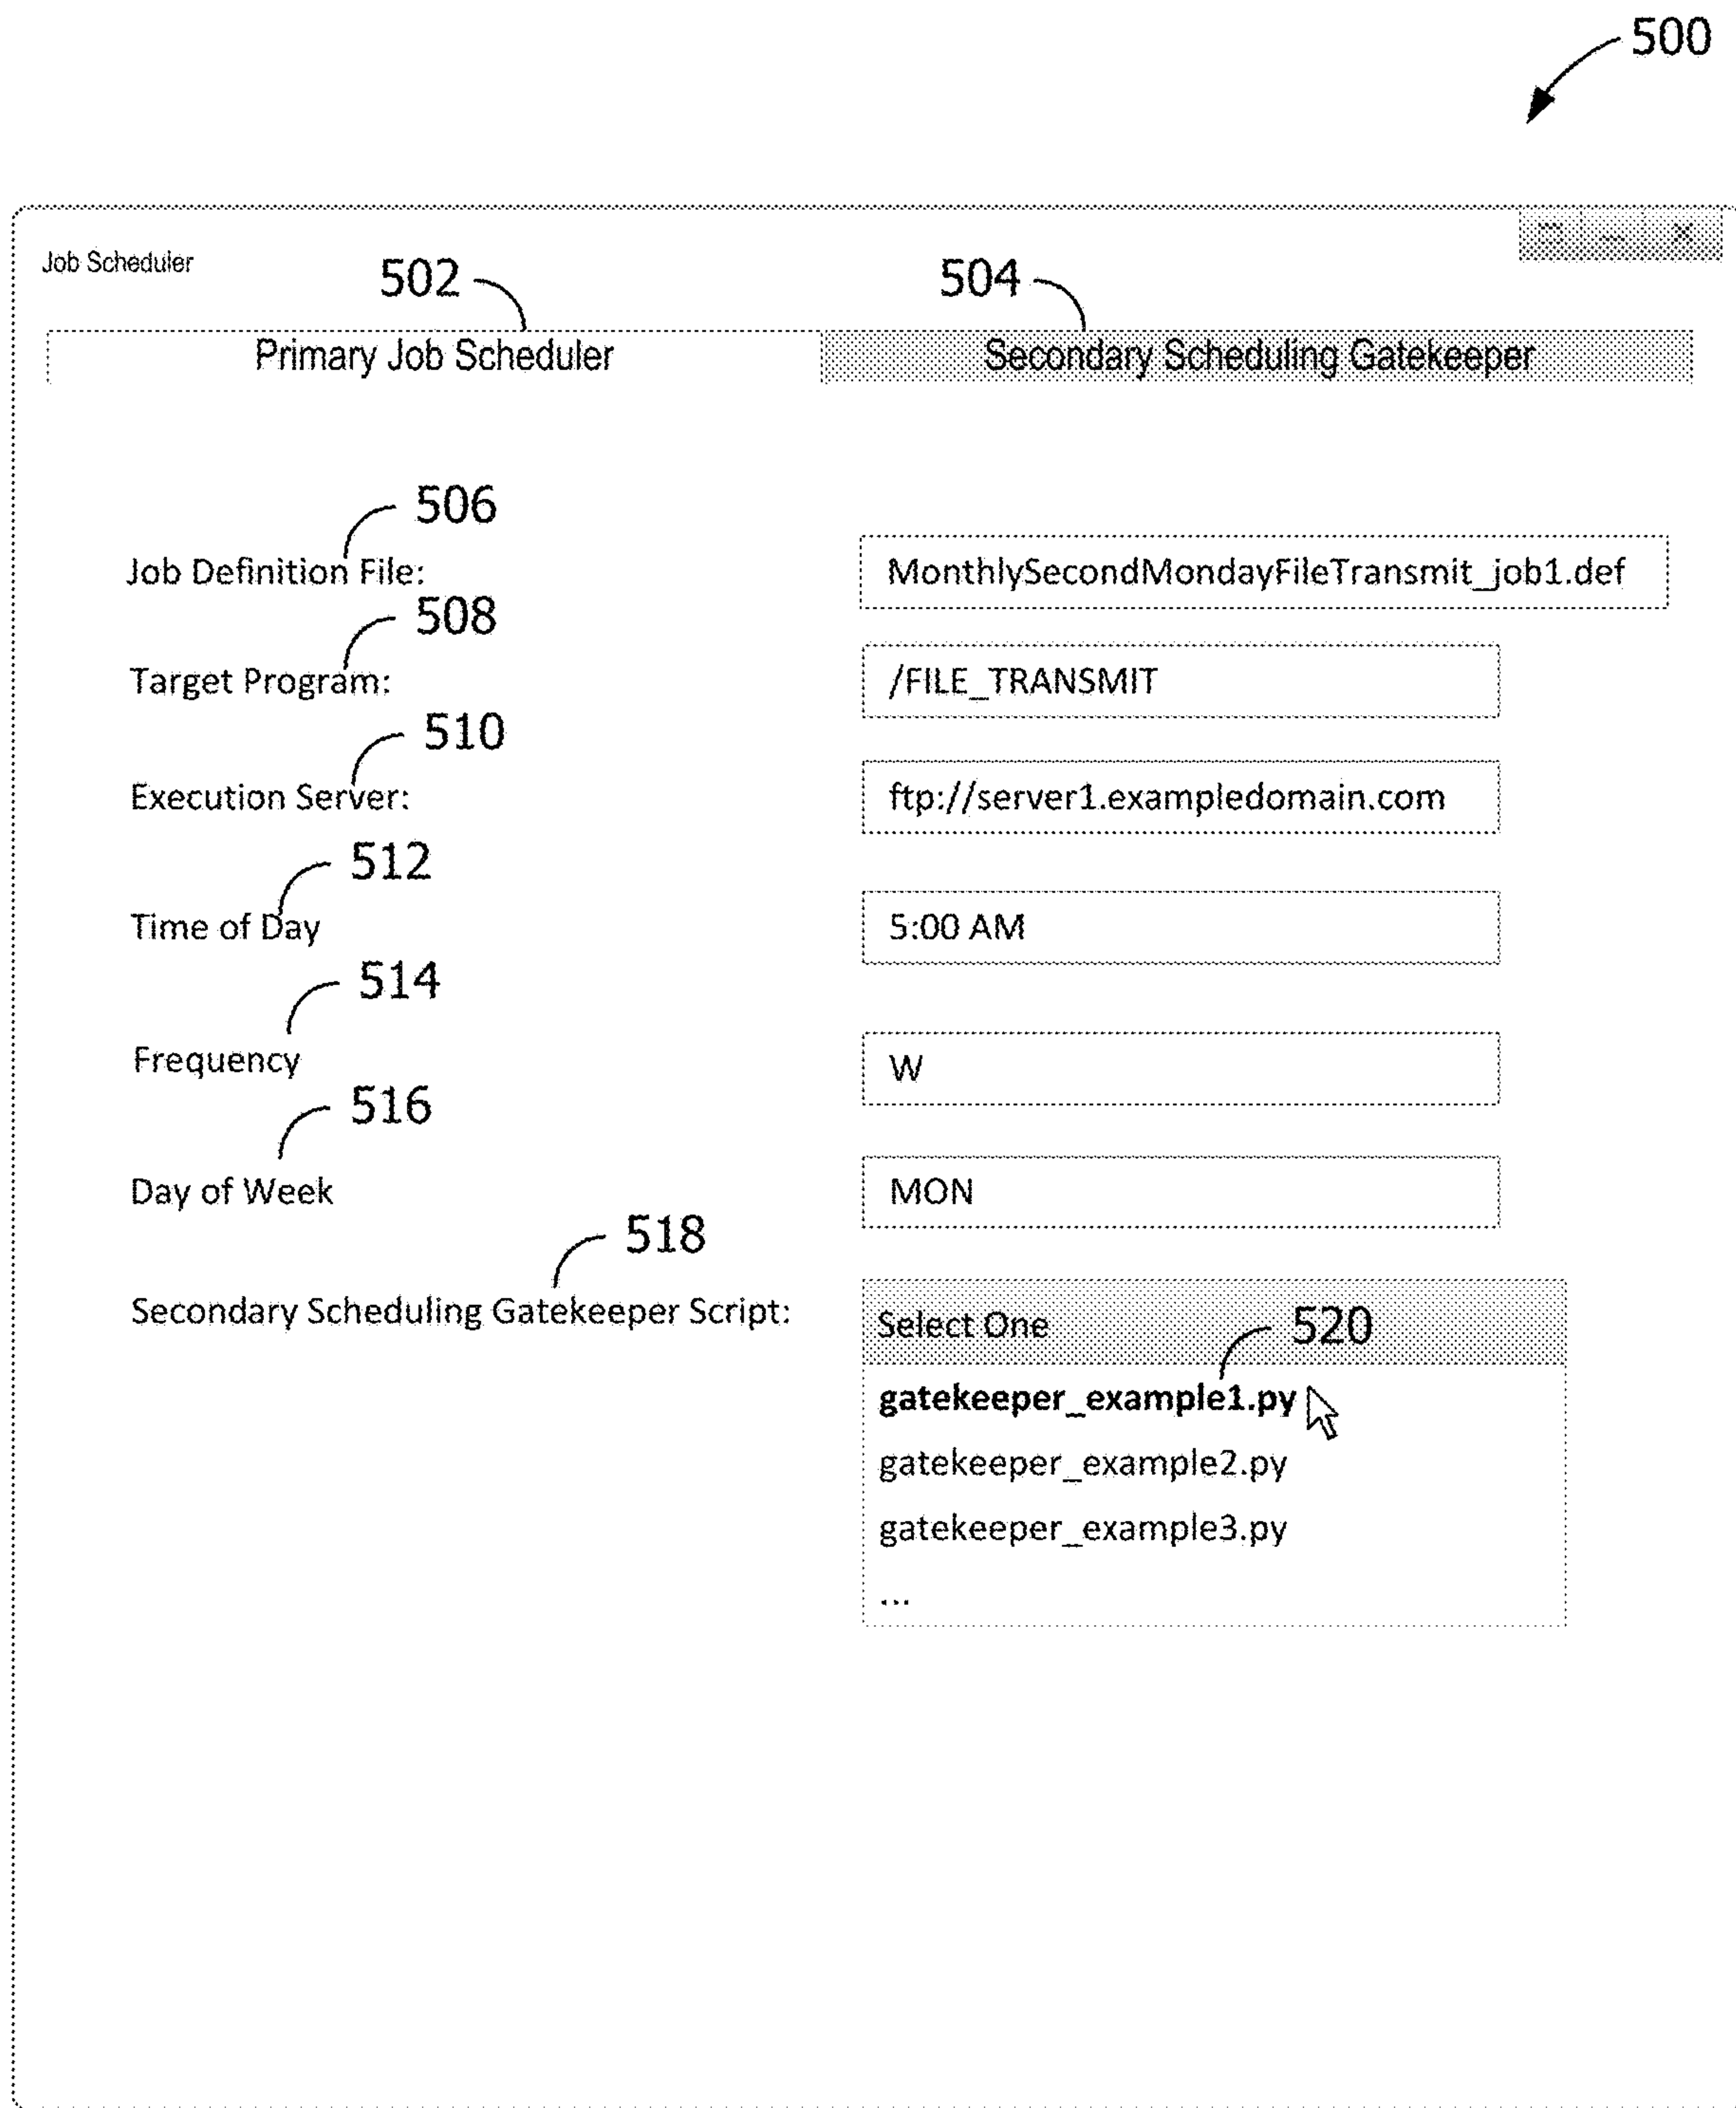 500
Job Scheduler
502 504
Primary Job Scheduler Secondary Scheduling Gatekeeper
506
Job Definition File: MonthlySecondMondayFileTransmit_job1.def
508
Target Program: /FILE_TRANSMIT
510
Execution Server: ftp://server1.exampledomain.com
512
Time of Day 5:00 AM
514
Frequency W
516
Day of Week MON
518
Secondary Scheduling Gatekeeper Script: Select One 520
gatekeeper_example1.py
gatekeeper_example2.py
gatekeeper_example3.py
...